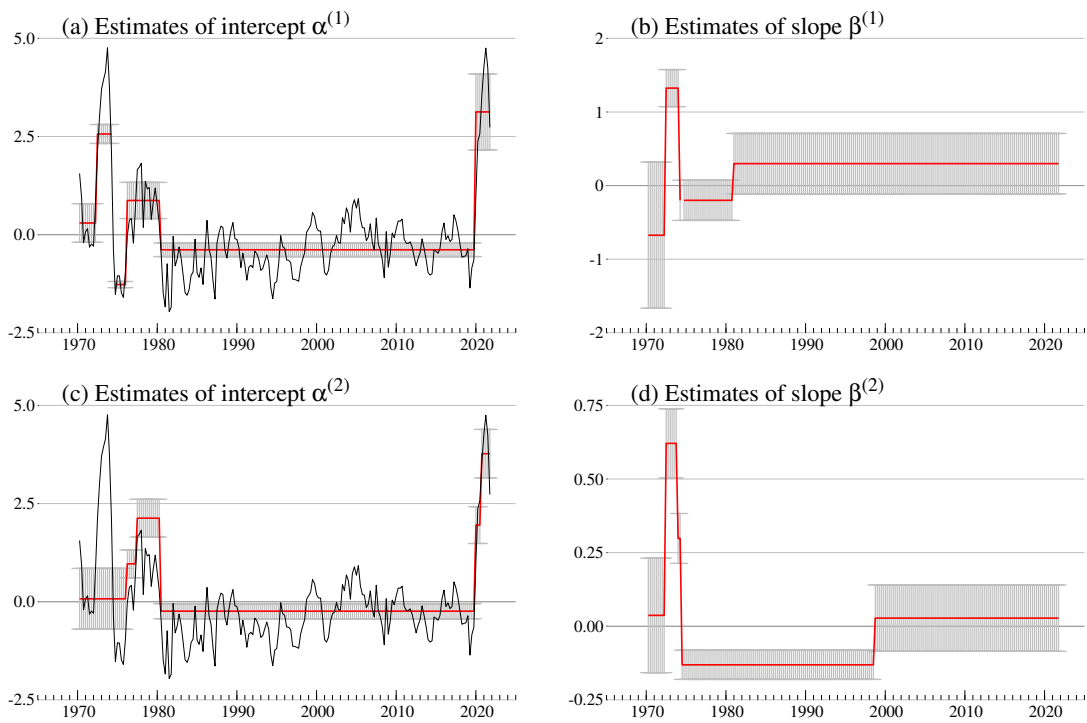 (a) Estimates of intercept α(1)
5.0
2.5
0.0
-2.5
1970 1980 1990 2000 2010 2020
(b) Estimates of slope β(1)
2
1
0
-1
-2
1970 1980 1990 2000 2010 2020
(c) Estimates of intercept α(2)
5.0
2.5
0.0
-2.5
1970 1980 1990 2000 2010 2020
(d) Estimates of slope β(2)
0.75
0.50
0.25
0.00
-0.25
1970 1980 1990 2000 2010 2020